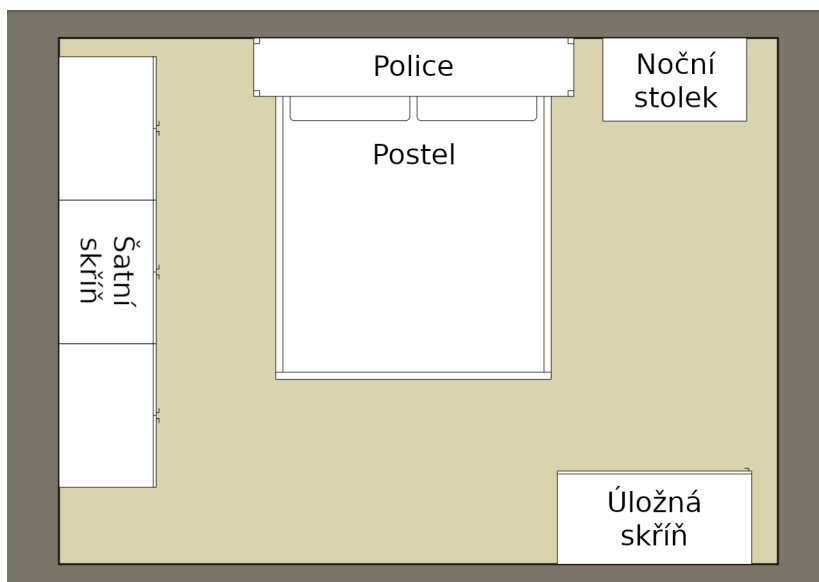 Police
Noční
stolek
Postel
Šatní
skříň
Úložná
skříň